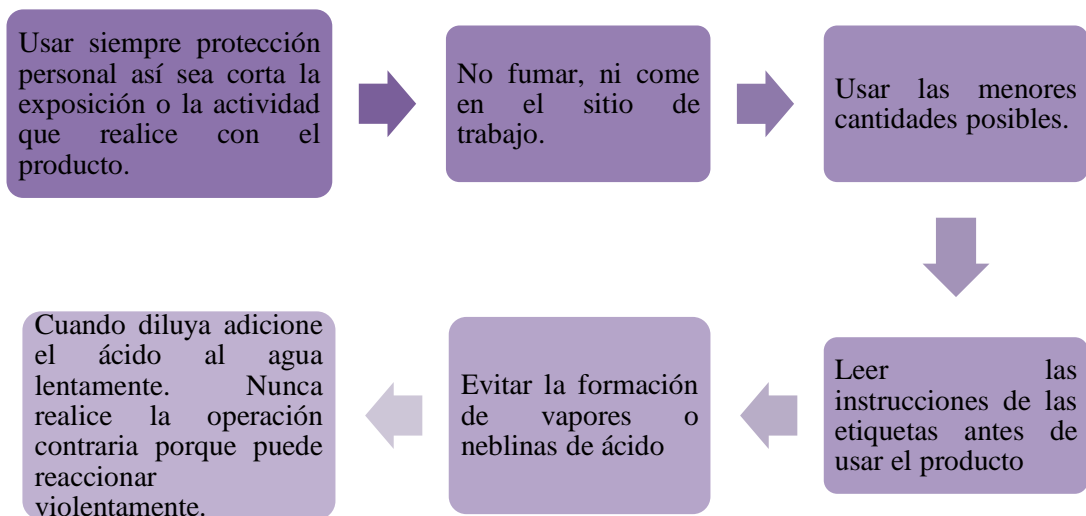 Usar siempre protección
personal así sea corta la
exposición o la actividad
que realice con el
producto.
No fumar, ni come
en el sitio de
trabajo.
Usar las menores
cantidades posibles.
Leer las
instrucciones de las
etiquetas antes de
usar el producto
Evitar la formación
de vapores o
neblinas de ácido
Cuando diluya adicione
el ácido al agua
lentamente. Nunca
realice la operación
contraria porque puede
reaccionar
violentamente.